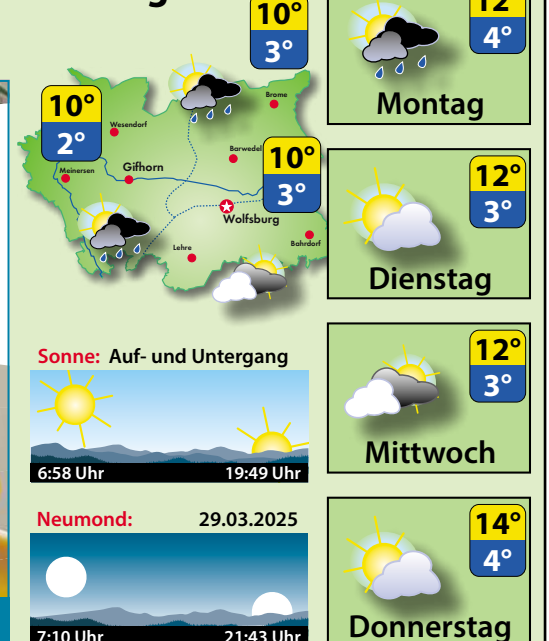 10°
3°
10°
2°
Wesendorf
Brome
Meinersen
Gifhorn
Barwedel
10°
3°
Wolfsburg
Lehre
Bahrdorf
Sonne: Auf- und Untergang
6:58 Uhr 19:49 Uhr
Neumond: 29.03.2025
7:10 Uhr 21:43 Uhr
12°
4°
Montag
12°
3°
Dienstag
12°
3°
Mittwoch
14°
4°
Donnerstag